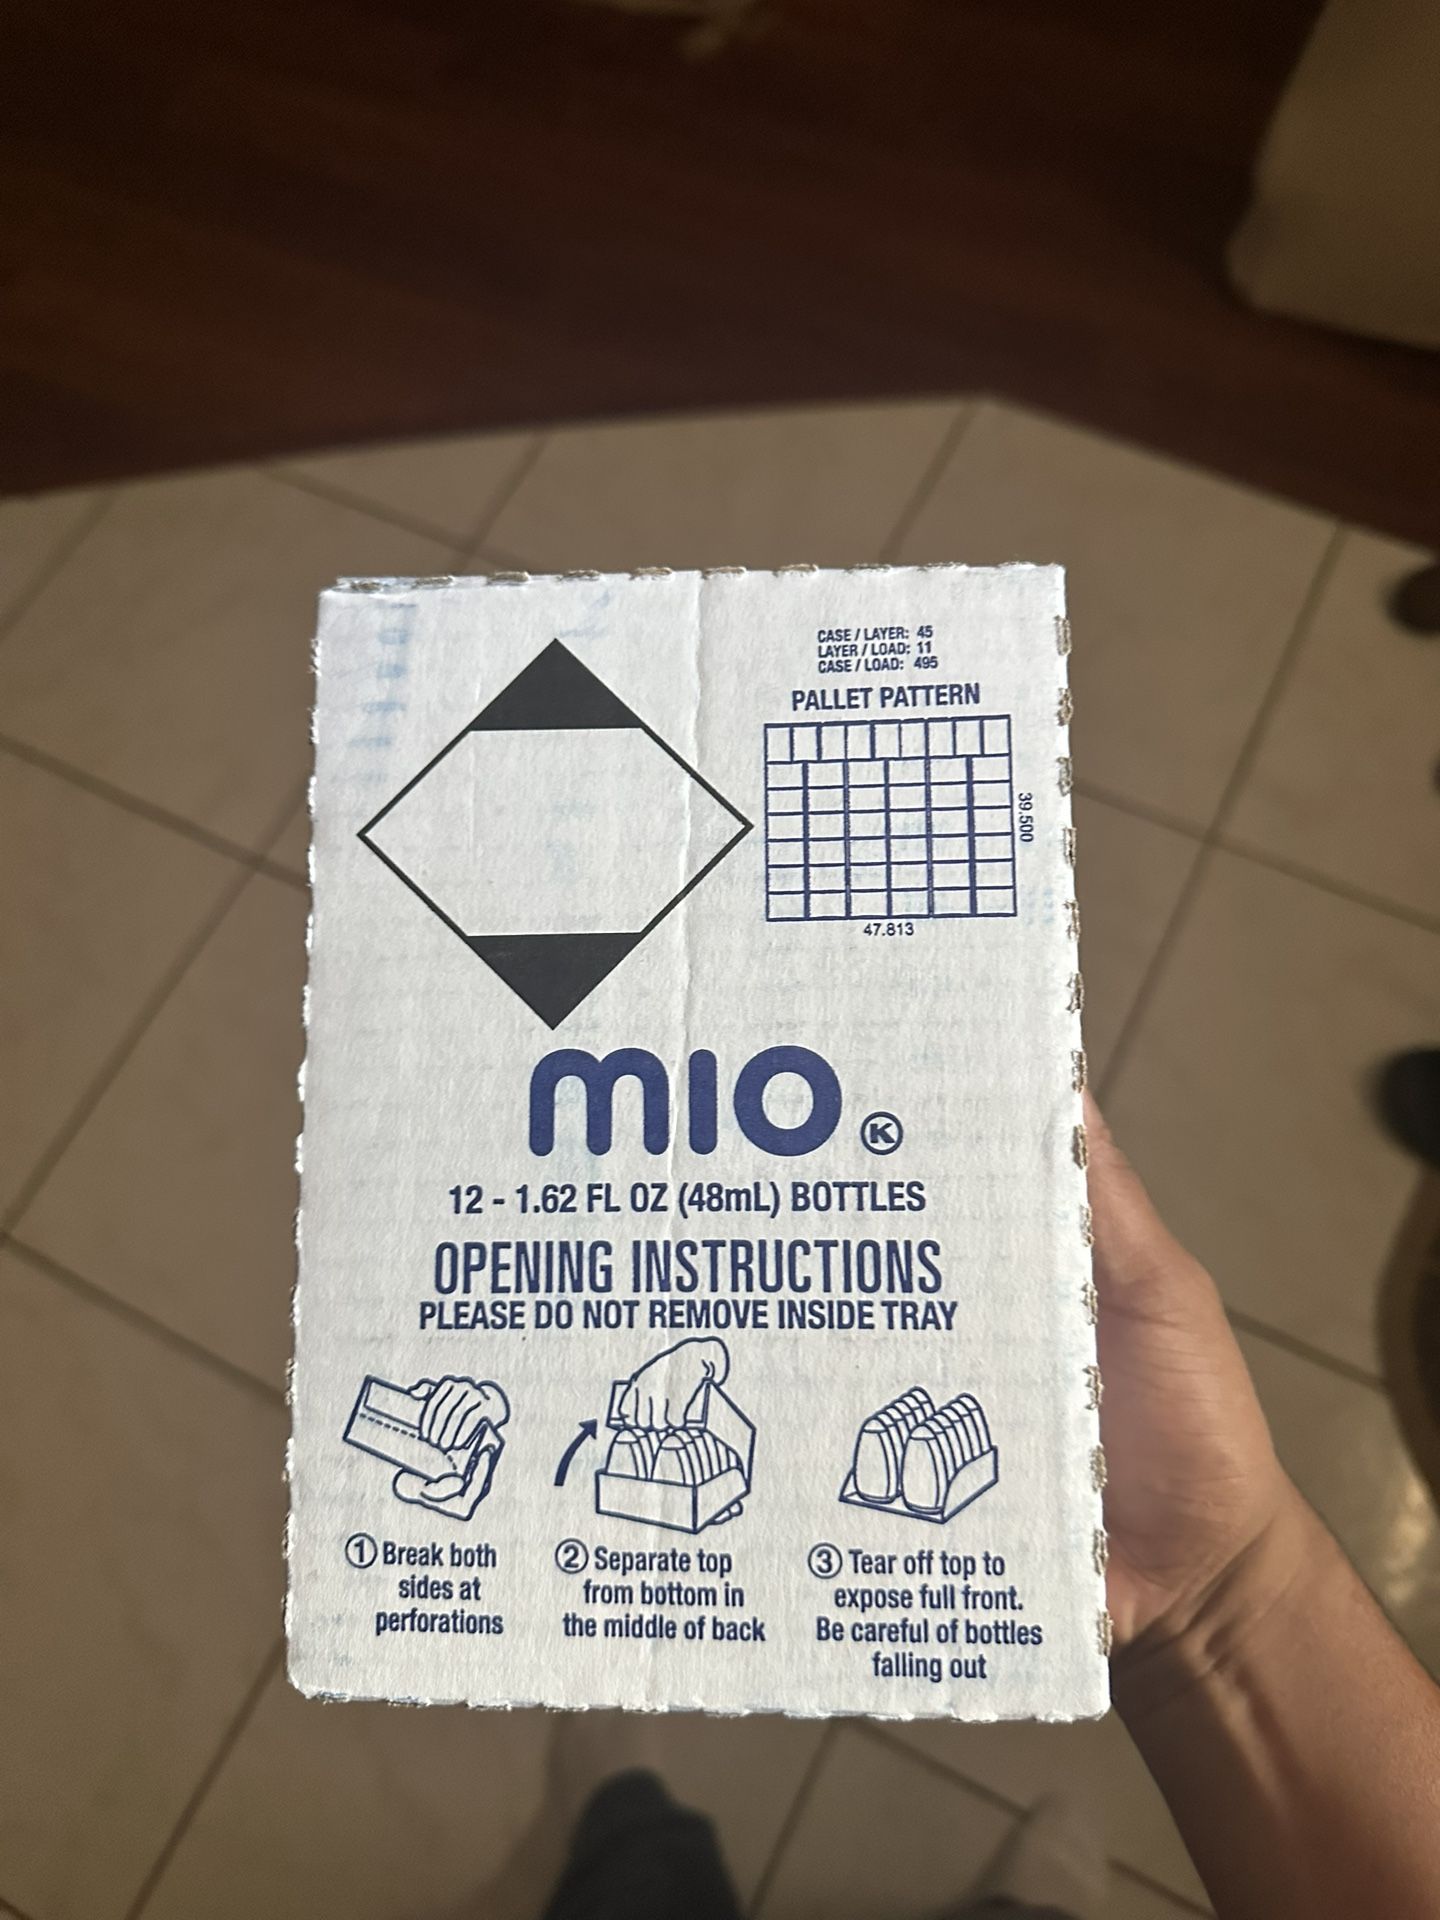 CASE / LAYER: 45
LAYER / LOAD: 11
CASE / LOAD: 495
PALLET PATTERN
39.500
47.813
mio K
12 - 1.62 FL OZ (48mL) BOTTLES
OPENING INSTRUCTIONS
PLEASE DO NOT REMOVE INSIDE TRAY
1 Break both
sides at
perforations
2 Separate top
from bottom in
the middle of back
3 Tear off top to
expose full front.
Be careful of bottles
falling out